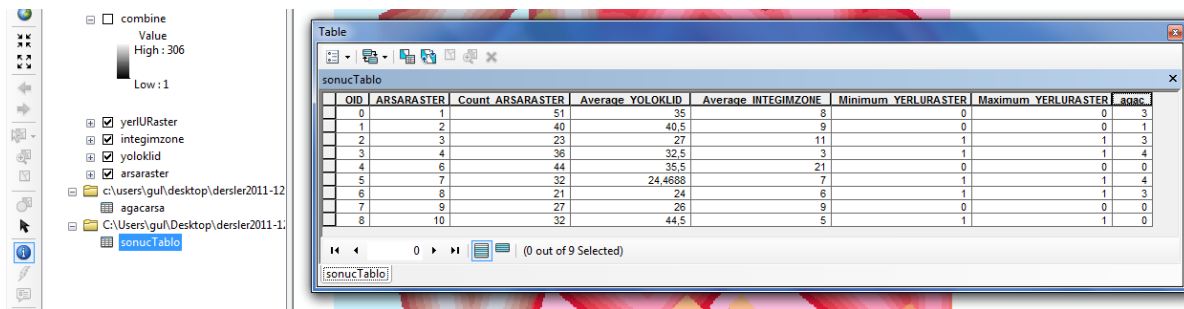 combine
Value
High : 306
Low : 1
yerlURaster
integimzone
yoloklid
arsaraster
c:\users\gul\desktop\dersler2011-12
agacarsa
C:\Users\gul\Desktop\dersler2011-1
sonucTablo
Table
sonucTablo
OID ARSARASTER Count_ARSARASTER Average_YOLOKLID Average_INTEGIMZONE Minimum_YERLURASTER Maximum_YERLURASTER agac..
0 1 51 35 8 0 0 3
1 2 40 40,5 9 0 0 1
2 3 23 27 11 1 1 3
3 4 36 32,5 3 1 1 4
4 6 44 35,5 21 0 0 0
5 7 32 24,4688 7 1 1 4
6 8 21 24 6 1 1 3
7 9 27 26 9 0 0 0
8 10 32 44,5 5 1 1 0
0 (0 out of 9 Selected)
sonucTablo